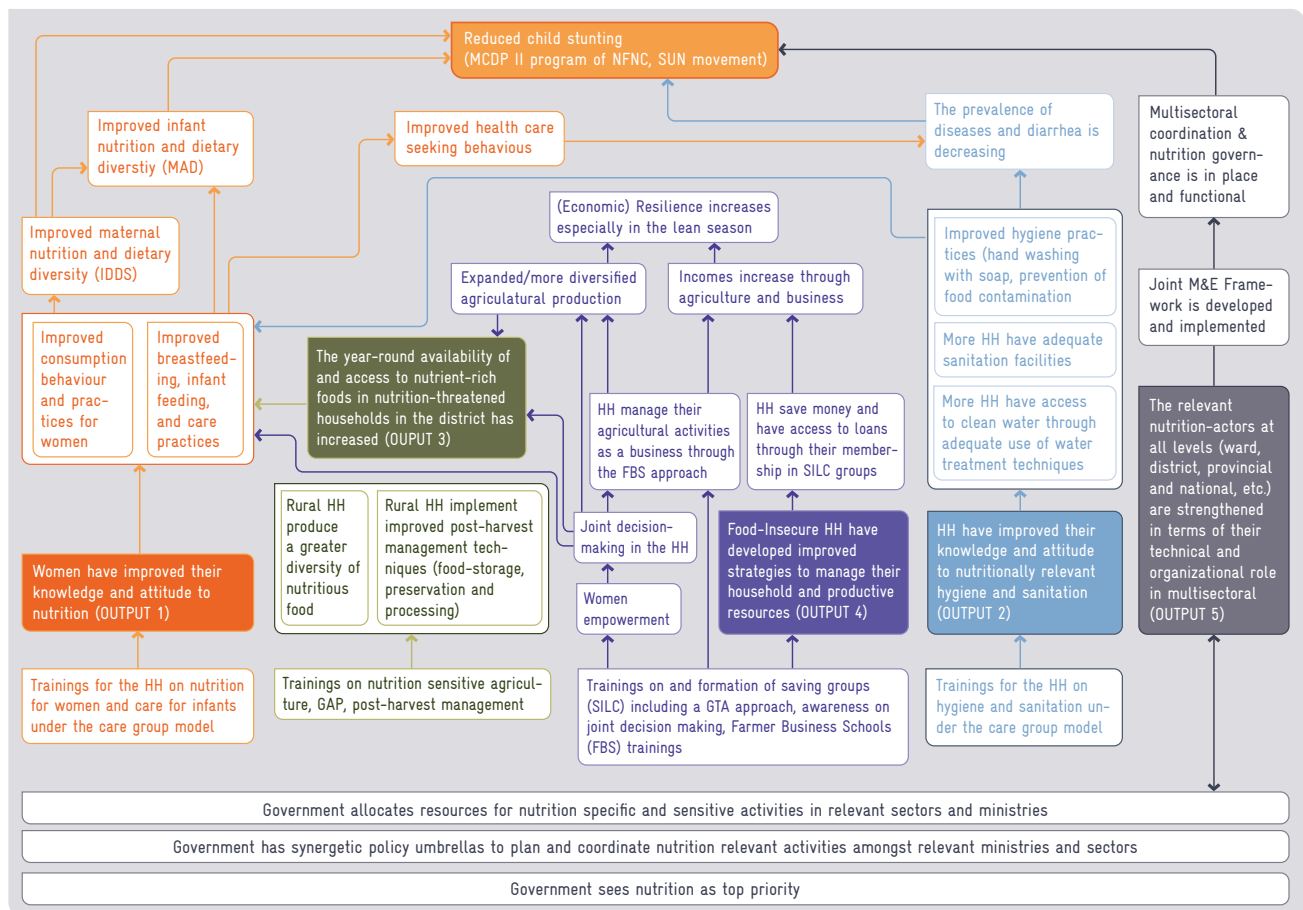 Reduced child stunting
(MCDP II program of NFNC, SUN movement)
Improved infant
nutrition and dietary
diverstiy (MAD)
Improved health care
seeking behavious
The prevalence of
diseases and diarrhea is
decreasing
Multisectoral
coordination &
nutrition gover-
nance is in place
and functional
Improved maternal
nutrition and dietary
diversity (IDDS)
(Economic) Resilience increases
especially in the lean season
Expanded/more diversified
agriculatural production
Incomes increase through
agriculture and business
Improved hygiene prac-
tices (hand washing
with soap, prevention of
food contamination
More HH have adequate
sanitation facilities
More HH have access
to clean water through
adequate use of water
treatment techniques
Joint M&E Frame-
work is developed
and implemented
Improved
consumption
behaviour
and prac-
tices for
women
Improved
breastfeed-
ing, infant
feeding,
and care
practices
The year-round availability of
and access to nutrient-rich
foods in nutrition-threatened
households in the district has
increased (OUPUT 3)
HH manage their
agricultural activities
as a business through
the FBS approach
HH save money and
have access to loans
through their member-
ship in SILC groups
The relevant
nutrition-actors at
all levels (ward,
district, provincial
and national, etc.)
are strengthened
in terms of their
technical and
organizational role
in multisectoral
(OUTPUT 5)
Rural HH
produce
a greater
diversity of
nutritious
food
Rural HH implement
improved post-harvest
management tech-
niques (food-storage,
preservation and
processing)
Joint decision-
making in the HH
Women
empowerment
Food-Insecure HH have
developed improved
strategies to manage their
household and productive
resources (OUTPUT 4)
HH have improved their
knowledge and attitude
to nutritionally relevant
hygiene and sanitation
(OUTPUT 2)
Women have improved their
knowledge and attitude to
nutrition (OUTPUT 1)
Trainings for the HH on nutrition
for women and care for infants
under the care group model
Trainings on nutrition sensitive agricul-
ture, GAP, post-harvest management
Trainings on and formation of saving groups
(SILC) including a GTA approach, awareness on
joint decision making, Farmer Business Schools
(FBS) trainings
Trainings for the HH on
hygiene and sanitation un-
der the care group model
Government allocates resources for nutrition specific and sensitive activities in relevant sectors and ministries
Government has synergetic policy umbrellas to plan and coordinate nutrition relevant activities amongst relevant ministries and sectors
Government sees nutrition as top priority